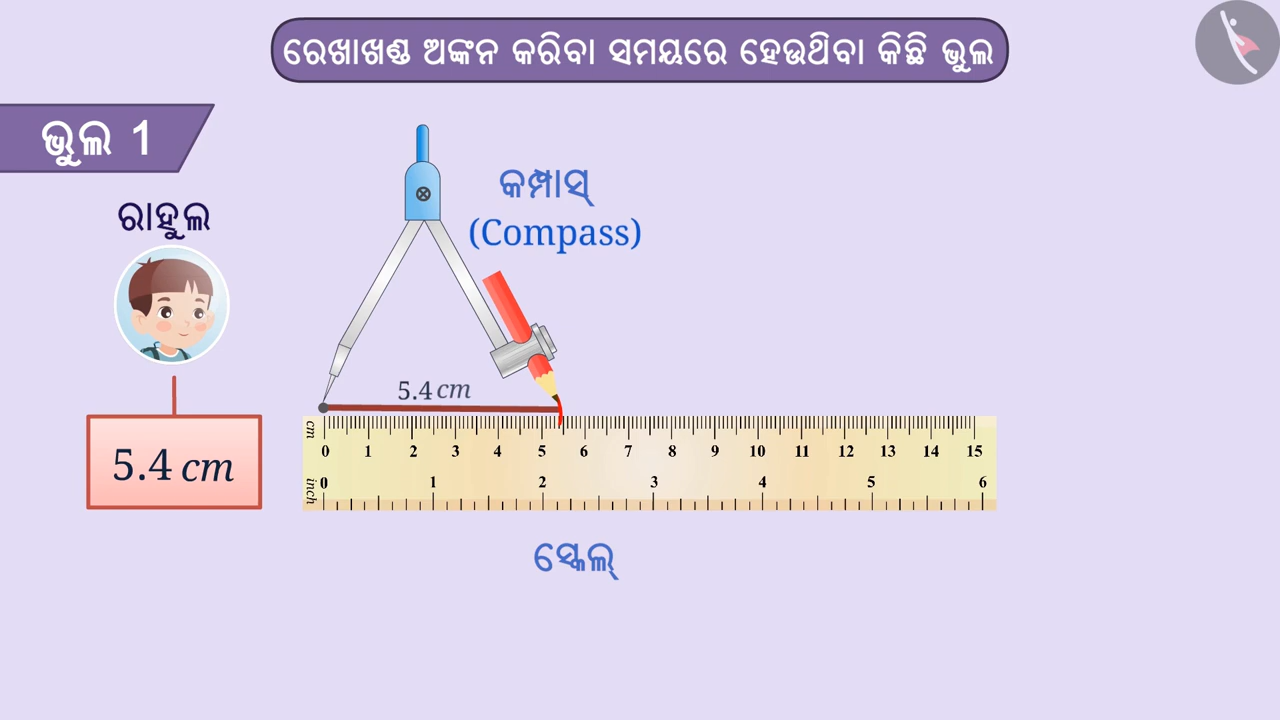 ରେଖାଖଣ୍ଡ ଅଙ୍କନ କରିବା ସମୟରେ ହେଉଥିବା କିଛି ଭୁଲ
ଭୁଲ 1
ରାହୁଲ
5.4 cm
କମ୍ପାସ୍
(Compass)
5.4 cm
cm
0 1 2 3 4 5 6 7 8 9 10 11 12 13 14 15
inch
0 1 2 3 4 5 6
ସ୍କେଲ୍